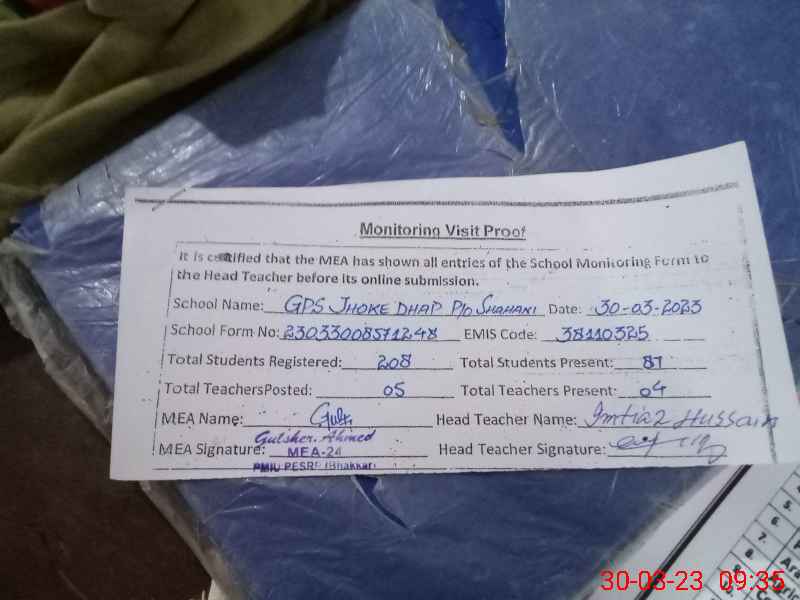 Monitoring Visit Proof
It is certified that the MEA has shown all entries of the School Monitoring Form to
the Head Teacher before its online submission.
School Name: GPS JHOKE DHAP P/O SHAHANI Date: 30-03-2023
School Form No: 23033008571248 EMIS Code: 38110325
Total Students Registered: 208 Total Students Present: 87
Total TeachersPosted: 05 Total Teachers Present: 04
MEA Name: Head Teacher Name: Imtiaz Hussain
MEA Signature: Gulsher Ahmed Head Teacher Signature:
MEA-24
PMIU PESRP (Bhakkar)
5.
6.
7.
8.
30-03-23 09:35